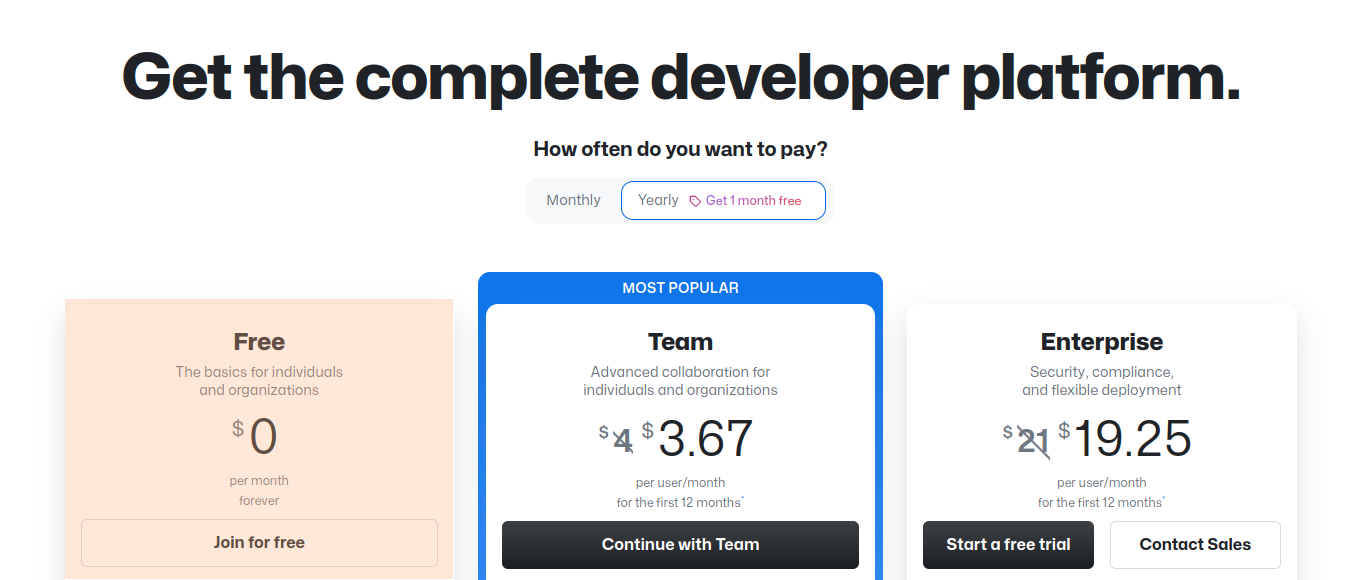 Get the complete developer platform.
How often do you want to pay?
Monthly
Yearly Get 1 month free
MOST POPULAR
Free
The basics for individuals
and organizations
$0
per month
forever
Join for free
Team
Advanced collaboration for
individuals and organizations
$4 $3.67
per user/month
for the first 12 months*
Continue with Team
Enterprise
Security, compliance,
and flexible deployment
$21 $19.25
per user/month
for the first 12 months*
Start a free trial
Contact Sales